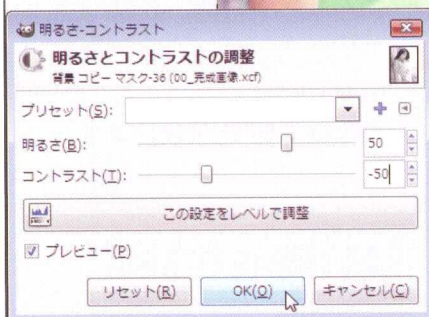 明るさ-コントラスト
明るさとコントラストの調整
背景 コピー マスク-36 (00_完成画像.xcf)
プリセット(S):
明るさ(B): 50
コントラスト(T): -50
この設定をレベルで調整
プレビュー(P)
リセット(R) OK(O) キャンセル(C)